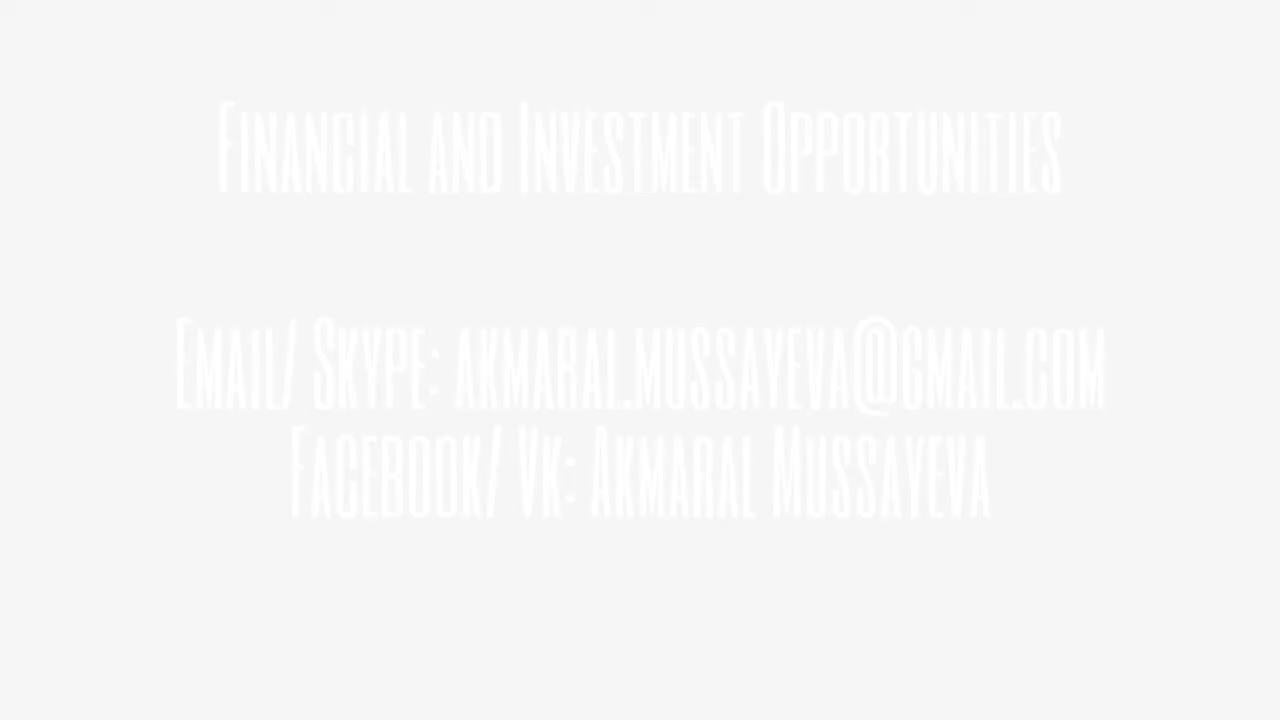 Financial and Investment Opportunities
Email/ Skype: akmaral.mussayeva@gmail.com
Facebook/ Vk: Akmaral Mussayeva